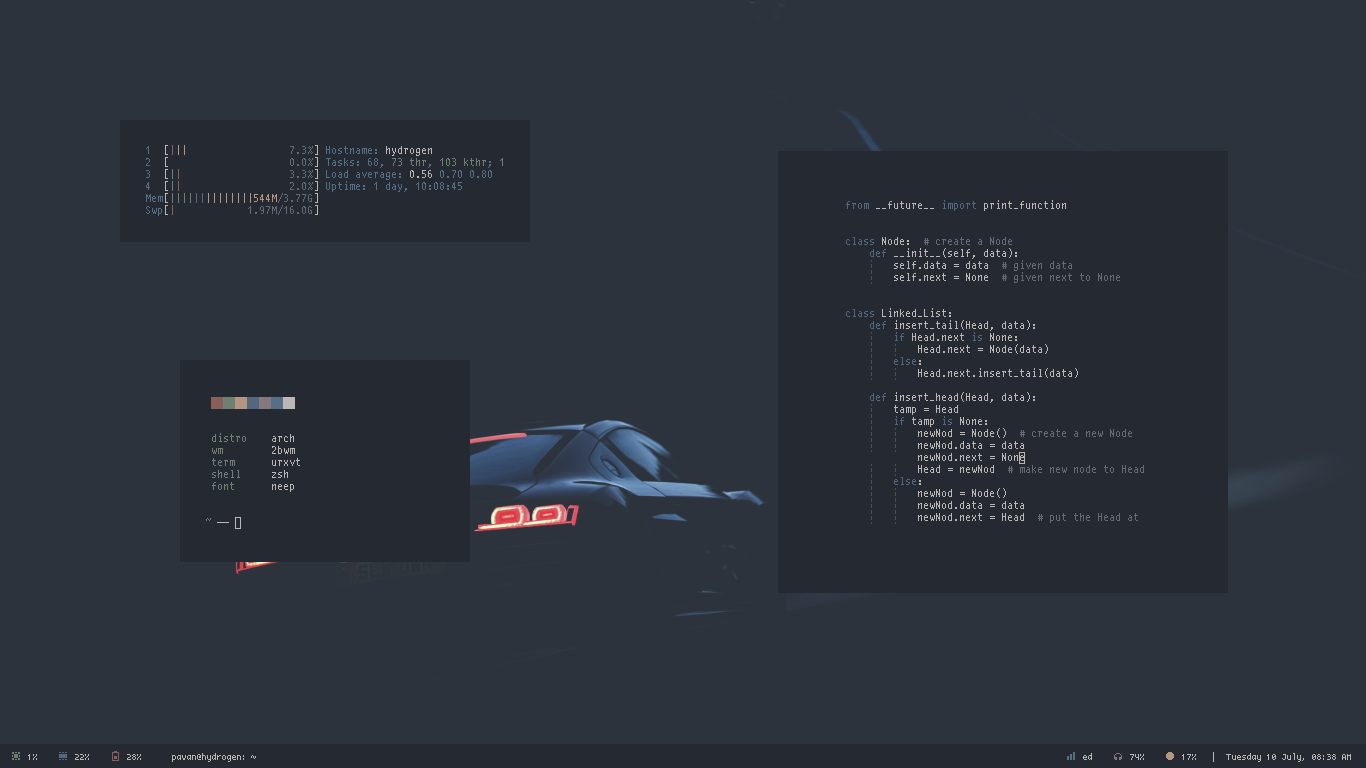 1 [||| 7.3%] Hostname: hydrogen
2 [ 0.0%] Tasks: 68, 73 thr, 103 kthr; 1
3 [|| 3.3%] Load average: 0.56 0.70 0.80
4 [|| 2.0%] Uptime: 1 day, 10:08:45
Mem[||||||||||||||544M/3.77G]
Swp[| 1.97M/16.0G]
distro arch
wm 2bwm
term urxvt
shell zsh
font neep
~ —
from __future__ import print_function
class Node: # create a Node
def __init__(self, data):
self.data = data # given data
self.next = None # given next to None
class Linked_List:
def insert_tail(Head, data):
if Head.next is None:
Head.next = Node(data)
else:
Head.next.insert_tail(data)
def insert_head(Head, data):
tamp = Head
if tamp is None:
newNod = Node() # create a new Node
newNod.data = data
newNod.next = None
Head = newNod # make new node to Head
else:
newNod = Node()
newNod.data = data
newNod.next = Head # put the Head at
1% 22% 28% pavan@hydrogen: ~ ed 74% 17% | Tuesday 10 July, 08:38 AM